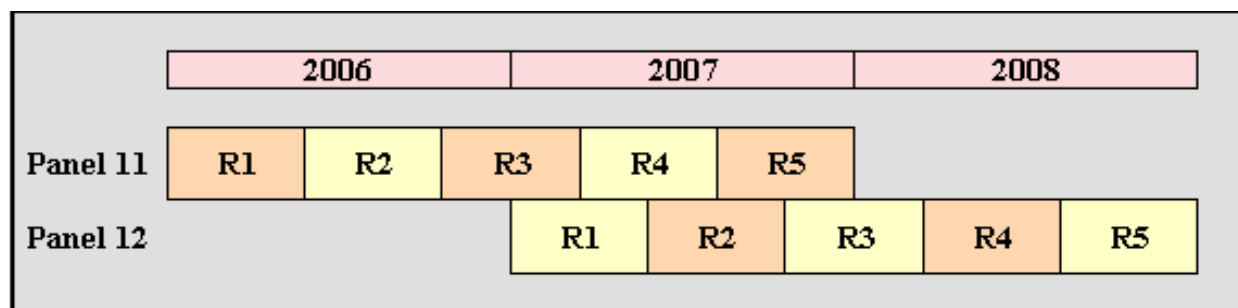 2006 2007 2008
Panel 11 R1 R2 R3 R4 R5
Panel 12 R1 R2 R3 R4 R5